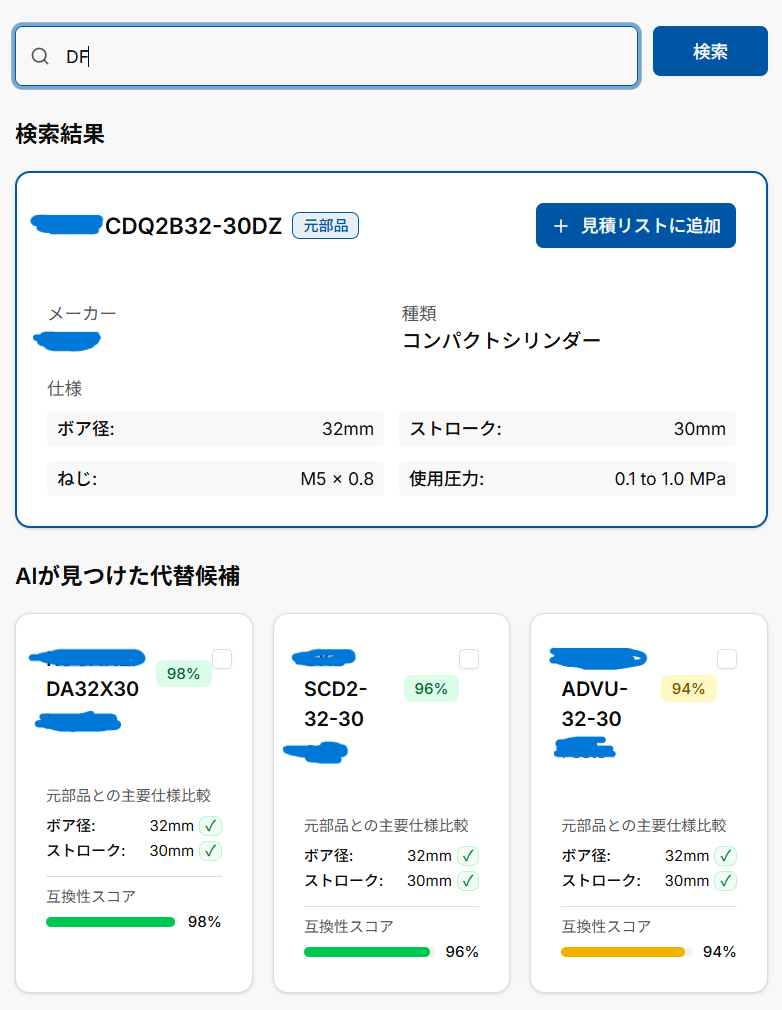 DF
検索
検索結果
CDQ2B32-30DZ 元部品
+ 見積リストに追加
メーカー
種類
コンパクトシリンダー
仕様
ボア径: 32mm
ストローク: 30mm
ねじ: M5 × 0.8
使用圧力: 0.1 to 1.0 MPa
AIが見つけた代替候補
DA32X30
98%
元部品との主要仕様比較
ボア径: 32mm ✓
ストローク: 30mm ✓
互換性スコア
98%
SCD2-
32-30
96%
元部品との主要仕様比較
ボア径: 32mm ✓
ストローク: 30mm ✓
互換性スコア
96%
ADVU-
32-30
94%
元部品との主要仕様比較
ボア径: 32mm ✓
ストローク: 30mm ✓
互換性スコア
94%